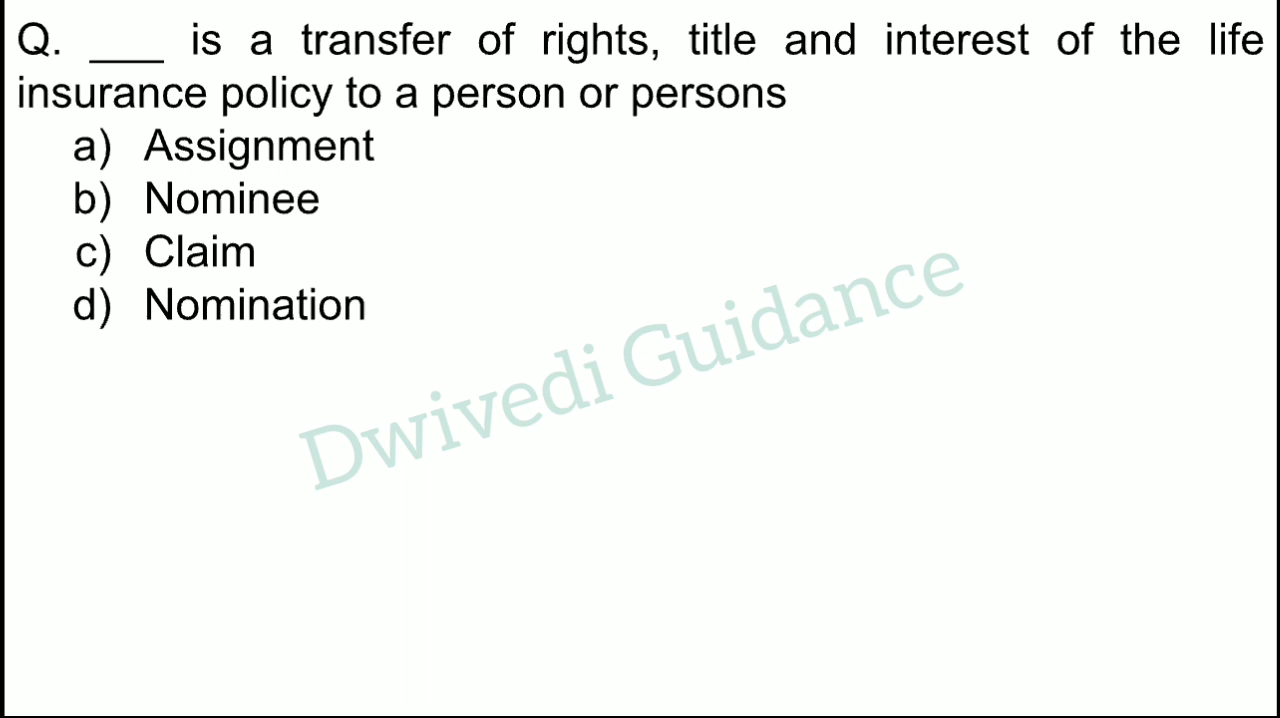 Q. ___ is a transfer of rights, title and interest of the life
insurance policy to a person or persons
a) Assignment
b) Nominee
c) Claim
d) Nomination
Dwivedi Guidance